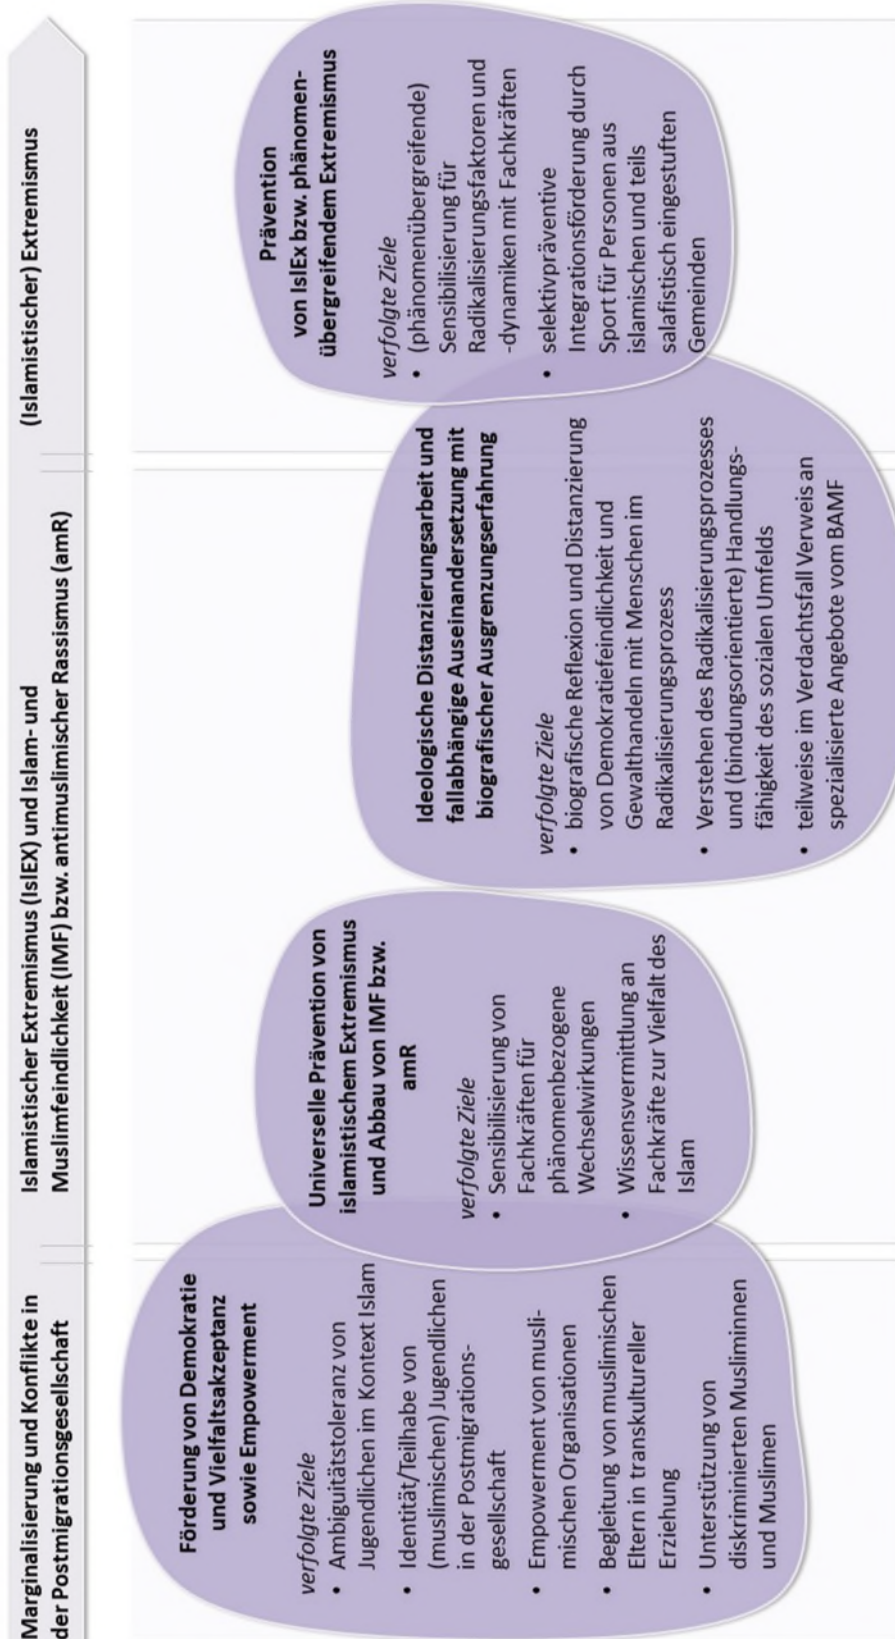 Marginalisierung und Konflikte in
der Postmigrationsgesellschaft
Islamistischer Extremismus (IslEX) und Islam- und
Muslimfeindlichkeit (IMF) bzw. antimuslimischer Rassismus (amR)
(Islamistischer) Extremismus
Förderung von Demokratie
und Vielfaltsakzeptanz
sowie Empowerment
verfolgte Ziele
• Ambiguitätstoleranz von
Jugendlichen im Kontext Islam
• Identität/Teilhabe von
(muslimischen) Jugendlichen
in der Postmigrations-
gesellschaft
• Empowerment von musli-
mischen Organisationen
• Begleitung von muslimischen
Eltern in transkultureller
Erziehung
• Unterstützung von
diskriminierten Musliminnen
und Muslimen
Universelle Prävention von
islamistischem Extremismus
und Abbau von IMF bzw.
amR
verfolgte Ziele
• Sensibilisierung von
Fachkräften für
phänomenbezogene
Wechselwirkungen
• Wissensvermittlung an
Fachkräfte zur Vielfalt des
Islam
Ideologische Distanzierungsarbeit und
fallabhängige Auseinandersetzung mit
biografischer Ausgrenzungserfahrung
verfolgte Ziele
• biografische Reflexion und Distanzierung
von Demokratiefeindlichkeit und
Gewalthandeln mit Menschen im
Radikalisierungsprozess
• Verstehen des Radikalisierungsprozesses
und (bindungsorientierte) Handlungs-
fähigkeit des sozialen Umfelds
• teilweise im Verdachtsfall Verweis an
spezialisierte Angebote vom BAMF
Prävention
von IslEx bzw. phänomen-
übergreifendem Extremismus
verfolgte Ziele
• (phänomenübergreifende)
Sensibilisierung für
Radikalisierungsfaktoren und
-dynamiken mit Fachkräften
• selektivpräventive
Integrationsförderung durch
Sport für Personen aus
islamischen und teils
salafistisch eingestuften
Gemeinden